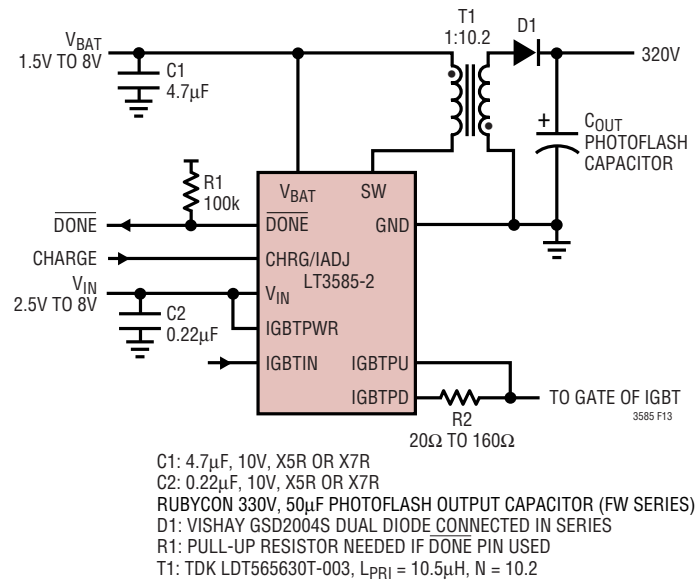 T1
1:10.2
D1
V_BAT
1.5V TO 8V
C1
4.7µF
320V
+
C_OUT
PHOTOFLASH
CAPACITOR
R1
100k
V_BAT
SW
D̅O̅N̅E̅
D̅O̅N̅E̅
GND
CHARGE
CHRG/IADJ
LT3585-2
V_IN
2.5V TO 8V
V_IN
C2
0.22µF
IGBTPWR
IGBTIN
IGBTPU
IGBTPD
R2
20Ω TO 160Ω
TO GATE OF IGBT
3585 F13
C1: 4.7µF, 10V, X5R OR X7R
C2: 0.22µF, 10V, X5R OR X7R
RUBYCON 330V, 50µF PHOTOFLASH OUTPUT CAPACITOR (FW SERIES)
D1: VISHAY GSD2004S DUAL DIODE CONNECTED IN SERIES
R1: PULL-UP RESISTOR NEEDED IF D̅O̅N̅E̅ PIN USED
T1: TDK LDT565630T-003, L_PRI = 10.5µH, N = 10.2